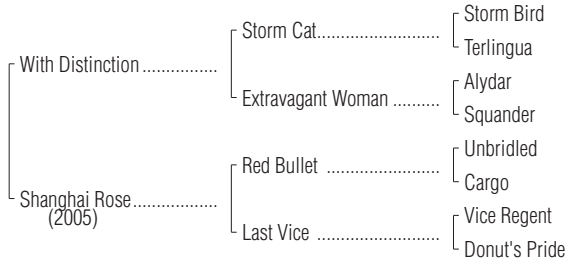 Storm Bird
Storm Cat........................
Terlingua
With Distinction ...............
Alydar
Extravagant Woman .........
Squander
Unbridled
Red Bullet ......................
Cargo
Shanghai Rose.................
(2005)
Vice Regent
Last Vice ........................
Donut's Pride